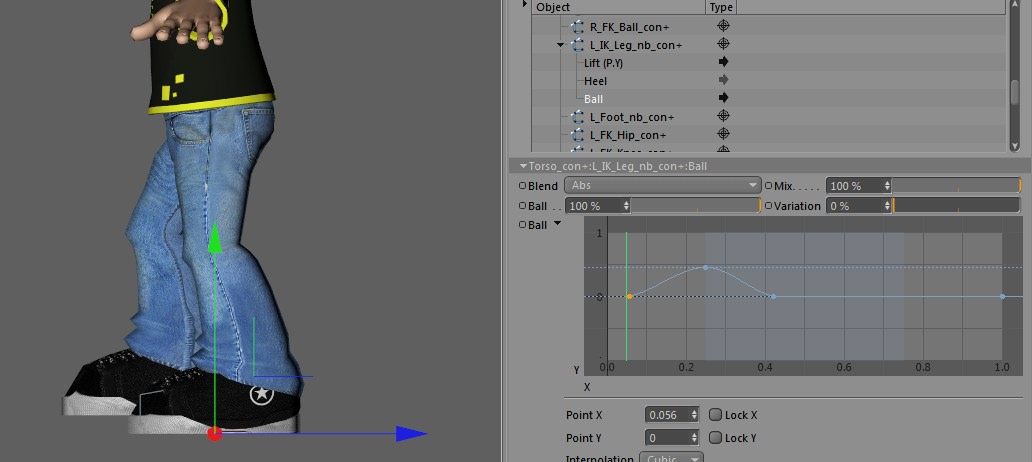 Object Type
R_FK_Ball_con+
L_IK_Leg_nb_con+
Lift (P.Y)
Heel
Ball
L_Foot_nb_con+
L_FK_Hip_con+
L_FK_Knee_con+
Torso_con+:L_IK_Leg_nb_con+:Ball
Blend Abs Mix. . . . . 100 %
Ball . . 100 % Variation 0 %
Ball
1
0
Y 0.0 0.2 0.4 0.6 0.8 1.0
X
Point X 0.056 Lock X
Point Y 0 Lock Y
Interpolation Cubic